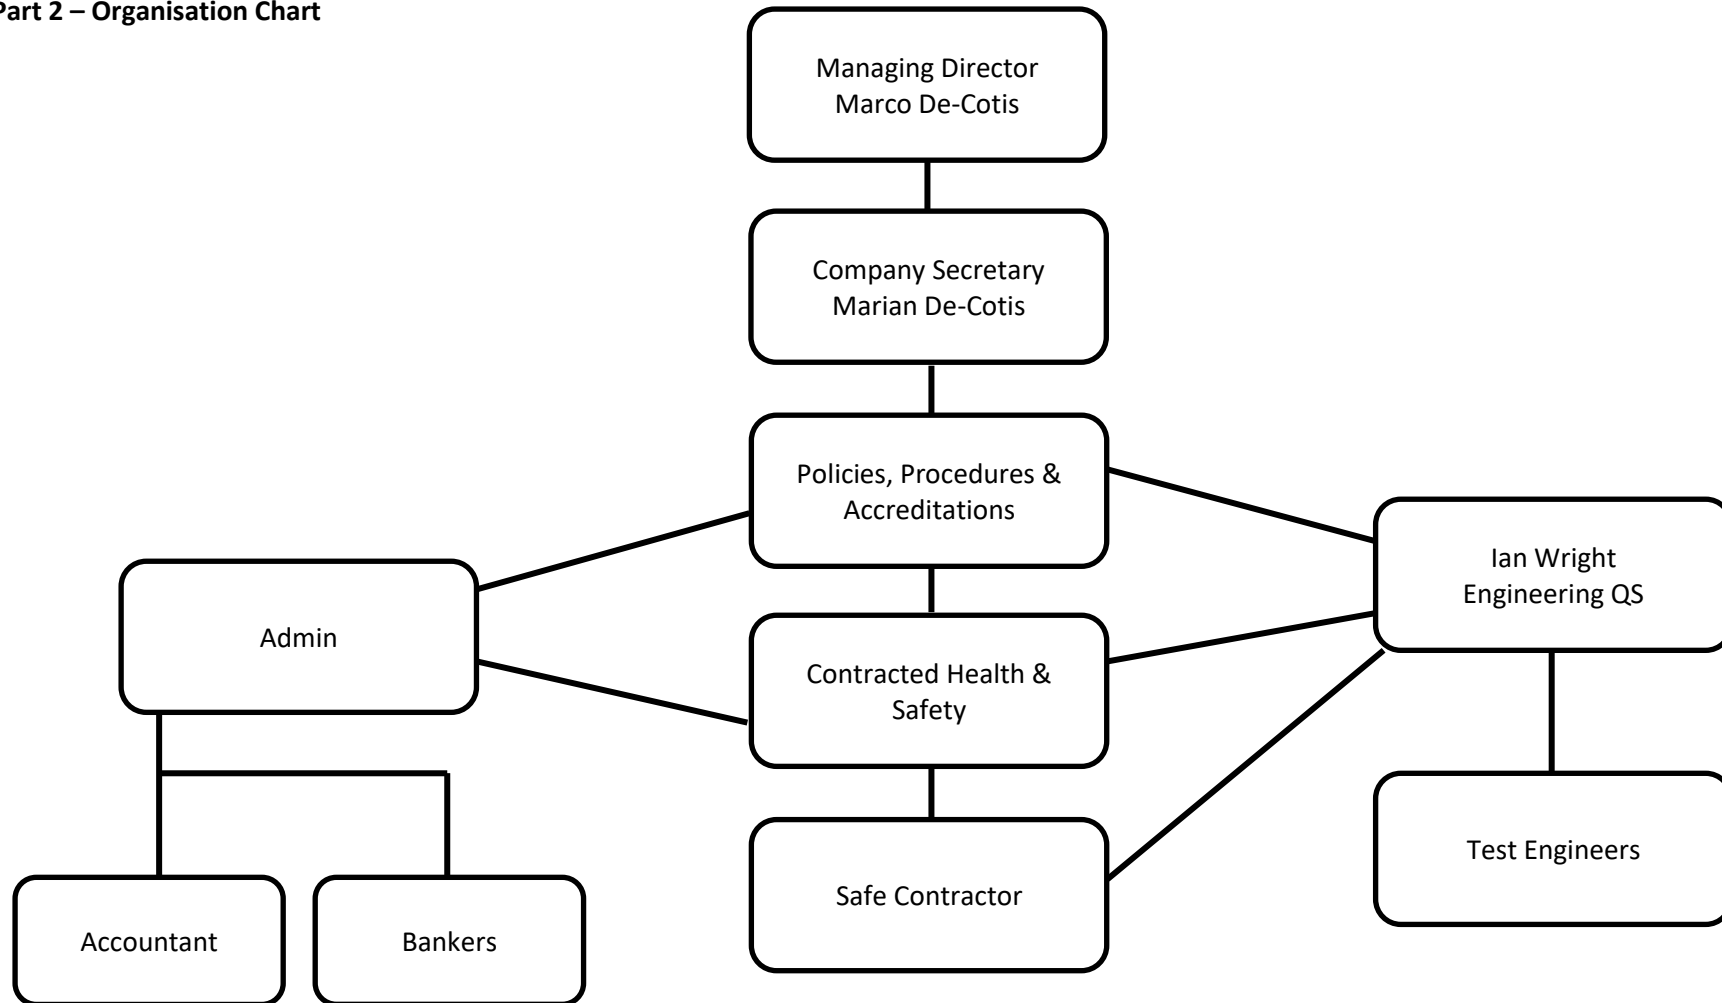 Part 2 – Organisation Chart
Managing Director
Marco De-Cotis
Company Secretary
Marian De-Cotis
Policies, Procedures &
Accreditations
Ian Wright
Engineering QS
Admin
Contracted Health &
Safety
Test Engineers
Safe Contractor
Accountant
Bankers